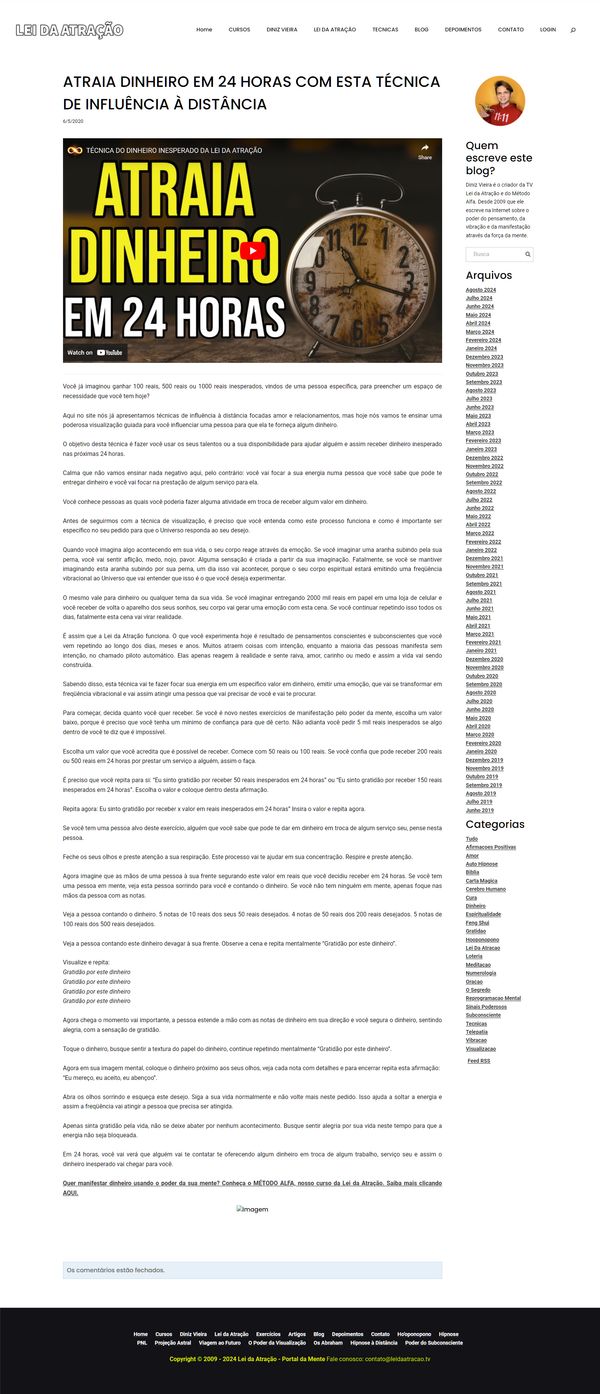 LEI DA ATRAÇÃO
Home CURSOS DINIZ VIEIRA LEI DA ATRAÇÃO TECNICAS BLOG DEPOIMENTOS CONTATO LOGIN
ATRAIA DINHEIRO EM 24 HORAS COM ESTA TÉCNICA
DE INFLUÊNCIA À DISTÂNCIA
6/5/2020
TÉCNICA DO DINHEIRO INESPERADO DA LEI DA ATRAÇÃO
Share
ATRAIA
DINHEIRO
EM 24 HORAS
Watch on YouTube
Você já imaginou ganhar 100 reais, 500 reais ou 1000 reais inesperados, vindos de uma pessoa específica, para preencher um espaço de
necessidade que você tem hoje?
Aqui no site nós já apresentamos técnicas de influência à distância focadas amor e relacionamentos, mas hoje nós vamos te ensinar uma
poderosa visualização guiada para você influenciar uma pessoa para que ela te forneça algum dinheiro.
O objetivo desta técnica é fazer você usar os seus talentos ou a sua disponibilidade para ajudar alguém e assim receber dinheiro inesperado
nas próximas 24 horas.
Calma que não vamos ensinar nada negativo aqui, pelo contrário: você vai focar a sua energia numa pessoa que você sabe que pode te
entregar dinheiro e você vai focar na prestação de algum serviço para ela.
Você conhece pessoas as quais você poderia fazer alguma atividade em troca de receber algum valor em dinheiro.
Antes de seguirmos com a técnica de visualização, é preciso que você entenda como este processo funciona e como é importante ser
específico no seu pedido para que o Universo responda ao seu desejo.
Quando você imagina algo acontecendo em sua vida, o seu corpo reage através da emoção. Se você imaginar uma aranha subindo pela sua
perna, você vai sentir aflição, medo, nojo, pavor. Alguma sensação é criada a partir da sua imaginação. Fatalmente, se você se mantiver
imaginando esta aranha subindo por sua perna, um dia isso vai acontecer, porque o seu corpo espiritual estará emitindo uma freqüência
vibracional ao Universo que vai entender que isso é o que você deseja experimentar.
O mesmo vale para dinheiro ou qualquer tema da sua vida. Se você imaginar entregando 2000 mil reais em papel em uma loja de celular e
você receber de volta o aparelho dos seus sonhos, seu corpo vai gerar uma emoção com esta cena. Se você continuar repetindo isso todos os
dias, fatalmente esta cena vai virar realidade.
É assim que a Lei da Atração funciona. O que você experimenta hoje é resultado de pensamentos conscientes e subconscientes que você
vem repetindo ao longo dos dias, meses e anos. Muitos atraem coisas com intenção, enquanto a maioria das pessoas manifesta sem
intenção, no chamado piloto automático. Elas apenas reagem à realidade e sente raiva, amor, carinho ou medo e assim a vida vai sendo
construída.
Sabendo disso, esta técnica vai te fazer focar sua energia em um específico valor em dinheiro, emitir uma emoção, que vai se transformar em
freqüência vibracional e vai assim atingir uma pessoa que vai precisar de você e vai te procurar.
Para começar, decida quanto você quer receber. Se você é novo nestes exercícios de manifestação pelo poder da mente, escolha um valor
baixo, porque é preciso que você tenha um mínimo de confiança para que dê certo. Não adianta você pedir 5 mil reais inesperados se algo
dentro de você te diz que é impossível.
Escolha um valor que você acredita que é possível de receber. Comece com 50 reais ou 100 reais. Se você confia que pode receber 200 reais
ou 500 reais em 24 horas por prestar um serviço a alguém, assim o faça.
É preciso que você repita para si: "Eu sinto gratidão por receber 50 reais inesperados em 24 horas" ou "Eu sinto gratidão por receber 150 reais
inesperados em 24 horas". Escolha o valor e coloque dentro desta afirmação.
Repita agora: Eu sinto gratidão por receber x valor em reais inesperados em 24 horas" Insira o valor e repita agora.
Se você tem uma pessoa alvo deste exercício, alguém que você sabe que pode te dar em dinheiro em troca de algum serviço seu, pense nesta
pessoa.
Feche os seus olhos e preste atenção a sua respiração. Este processo vai te ajudar em sua concentração. Respire e preste atenção.
Agora imagine que as mãos de uma pessoa à sua frente segurando este valor em reais que você decidiu receber em 24 horas. Se você tem
uma pessoa em mente, veja esta pessoa sorrindo para você e contando o dinheiro. Se você não tem ninguém em mente, apenas foque nas
mãos da pessoa com as notas.
Veja a pessoa contando o dinheiro. 5 notas de 10 reais dos seus 50 reais desejados. 4 notas de 50 reais dos 200 reais desejados. 5 notas de
100 reais dos 500 reais desejados.
Veja a pessoa contando este dinheiro devagar à sua frente. Observe a cena e repita mentalmente "Gratidão por este dinheiro".
Visualize e repita:
Gratidão por este dinheiro
Gratidão por este dinheiro
Gratidão por este dinheiro
Gratidão por este dinheiro
Agora chega o momento vai importante, a pessoa estende a mão com as notas de dinheiro em sua direção e você segura o dinheiro, sentindo
alegria, com a sensação de gratidão.
Toque o dinheiro, busque sentir a textura do papel do dinheiro, continue repetindo mentalmente "Gratidão por este dinheiro".
Agora em sua imagem mental, coloque o dinheiro próximo aos seus olhos, veja cada nota com detalhes e para encerrar repita esta afirmação:
"Eu mereço, eu aceito, eu abençoo".
Abra os olhos sorrindo e esqueça este desejo. Siga a sua vida normalmente e não volte mais neste pedido. Isso ajuda a soltar a energia e
assim a freqüência vai atingir a pessoa que precisa ser atingida.
Apenas sinta gratidão pela vida, não se deixe abater por nenhum acontecimento. Busque sentir alegria por sua vida neste tempo para que a
energia não seja bloqueada.
Em 24 horas, você vai verá que alguém vai te contatar te oferecendo algum dinheiro em troca de algum trabalho, serviço seu e assim o
dinheiro inesperado vai chegar para você.
Quer manifestar dinheiro usando o poder da sua mente? Conheça o MÉTODO ALFA, nosso curso da Lei da Atração. Saiba mais clicando
AQUI.
Imagem
Os comentários estão fechados.
11:11
Quem
escreve este
blog?
Diniz Vieira é o criador da TV
Lei da Atração e do Método
Alfa. Desde 2009 que ele
escreve na Internet sobre o
poder do pensamento, da
vibração e da manifestação
através da força da mente.
Busca
Arquivos
Agosto 2024
Julho 2024
Junho 2024
Maio 2024
Abril 2024
Março 2024
Fevereiro 2024
Janeiro 2024
Dezembro 2023
Novembro 2023
Outubro 2023
Setembro 2023
Agosto 2023
Julho 2023
Junho 2023
Maio 2023
Abril 2023
Março 2023
Fevereiro 2023
Janeiro 2023
Dezembro 2022
Novembro 2022
Outubro 2022
Setembro 2022
Agosto 2022
Julho 2022
Junho 2022
Maio 2022
Abril 2022
Março 2022
Fevereiro 2022
Janeiro 2022
Dezembro 2021
Novembro 2021
Outubro 2021
Setembro 2021
Agosto 2021
Julho 2021
Junho 2021
Maio 2021
Abril 2021
Março 2021
Fevereiro 2021
Janeiro 2021
Dezembro 2020
Novembro 2020
Outubro 2020
Setembro 2020
Agosto 2020
Julho 2020
Junho 2020
Maio 2020
Abril 2020
Março 2020
Fevereiro 2020
Janeiro 2020
Dezembro 2019
Novembro 2019
Outubro 2019
Setembro 2019
Agosto 2019
Julho 2019
Junho 2019
Categorias
Tudo
Afirmacoes Positivas
Amor
Auto Hipnose
Biblia
Carta Magica
Cerebro Humano
Cura
Dinheiro
Espiritualidade
Feng Shui
Gratidao
Hooponopono
Lei Da Atracao
Loteria
Meditacao
Numerologia
Oracao
O Segredo
Reprogramacao Mental
Sinais Poderosos
Subconsciente
Tecnicas
Telepatia
Vibracao
Visualizacao
Feed RSS
Home Cursos Diniz Vieira Lei da Atração Exercícios Artigos Blog Depoimentos Contato Ho'oponopono Hipnose
PNL Projeção Astral Viagem ao Futuro O Poder da Visualização Os Abraham Hipnose à Distância Poder do Subconsciente
Copyright © 2009 - 2024 Lei da Atração - Portal da Mente Fale conosco: contato@leidaatracao.tv